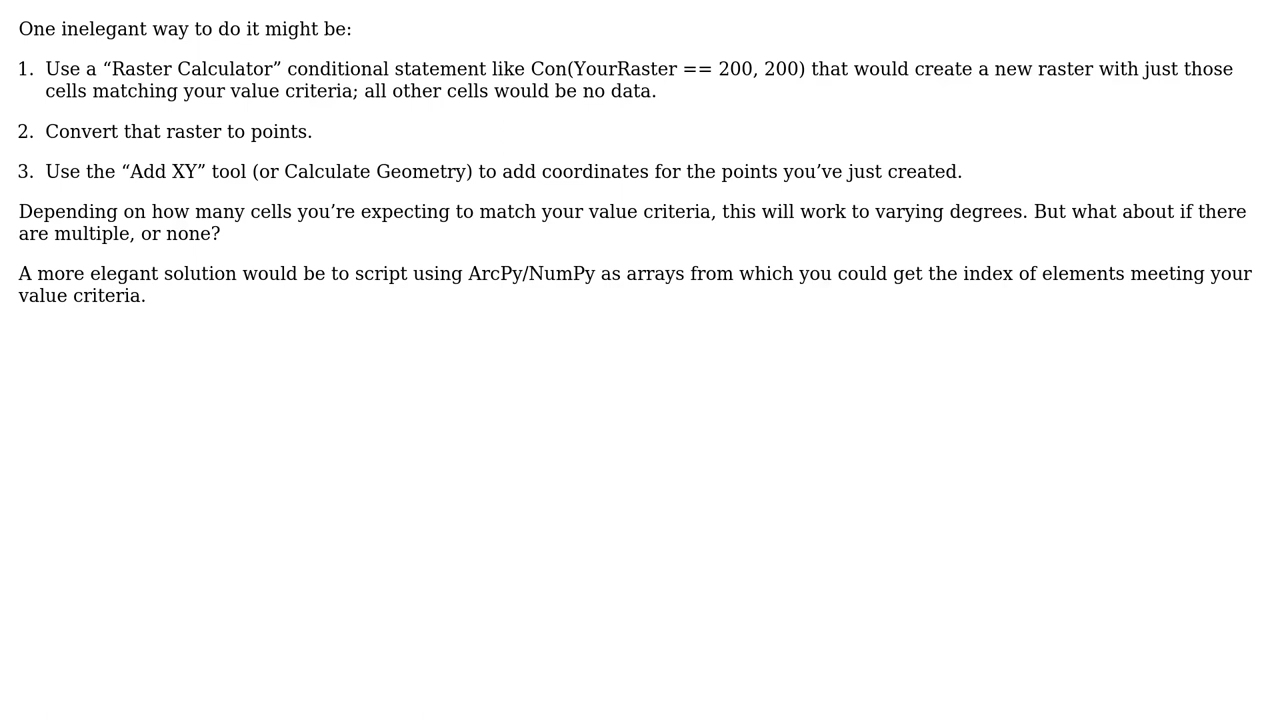 One inelegant way to do it might be:
1. Use a “Raster Calculator” conditional statement like Con(YourRaster == 200, 200) that would create a new raster with just those
cells matching your value criteria; all other cells would be no data.
2. Convert that raster to points.
3. Use the “Add XY” tool (or Calculate Geometry) to add coordinates for the points you’ve just created.
Depending on how many cells you’re expecting to match your value criteria, this will work to varying degrees. But what about if there
are multiple, or none?
A more elegant solution would be to script using ArcPy/NumPy as arrays from which you could get the index of elements meeting your
value criteria.